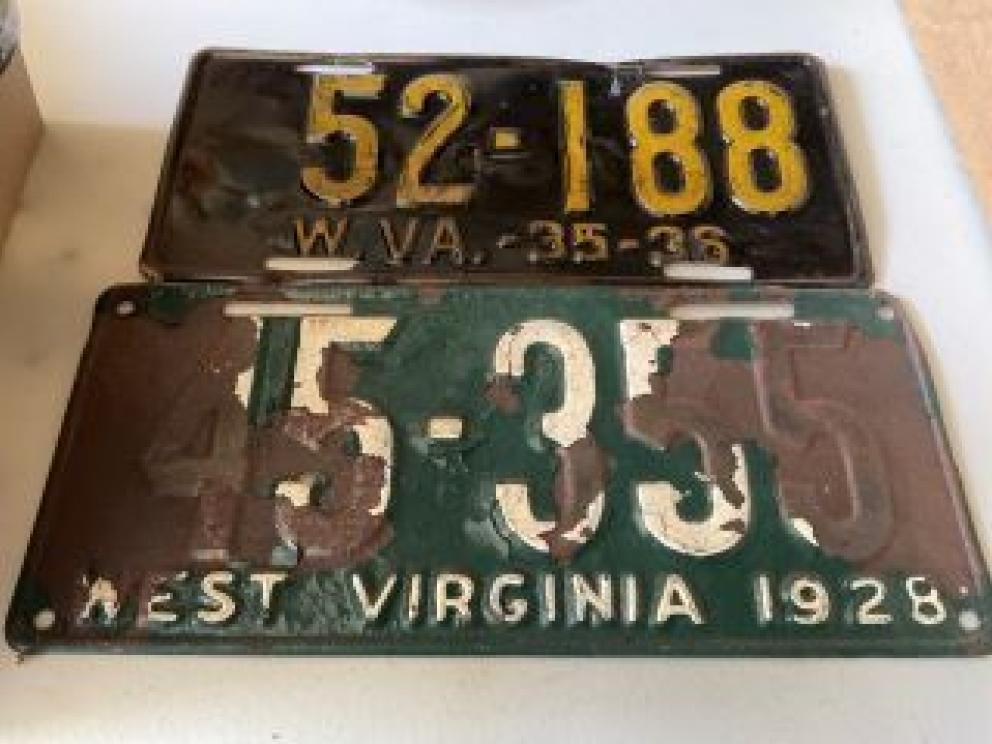 52-188
W.VA.-35-36
45-355
WEST VIRGINIA 1928